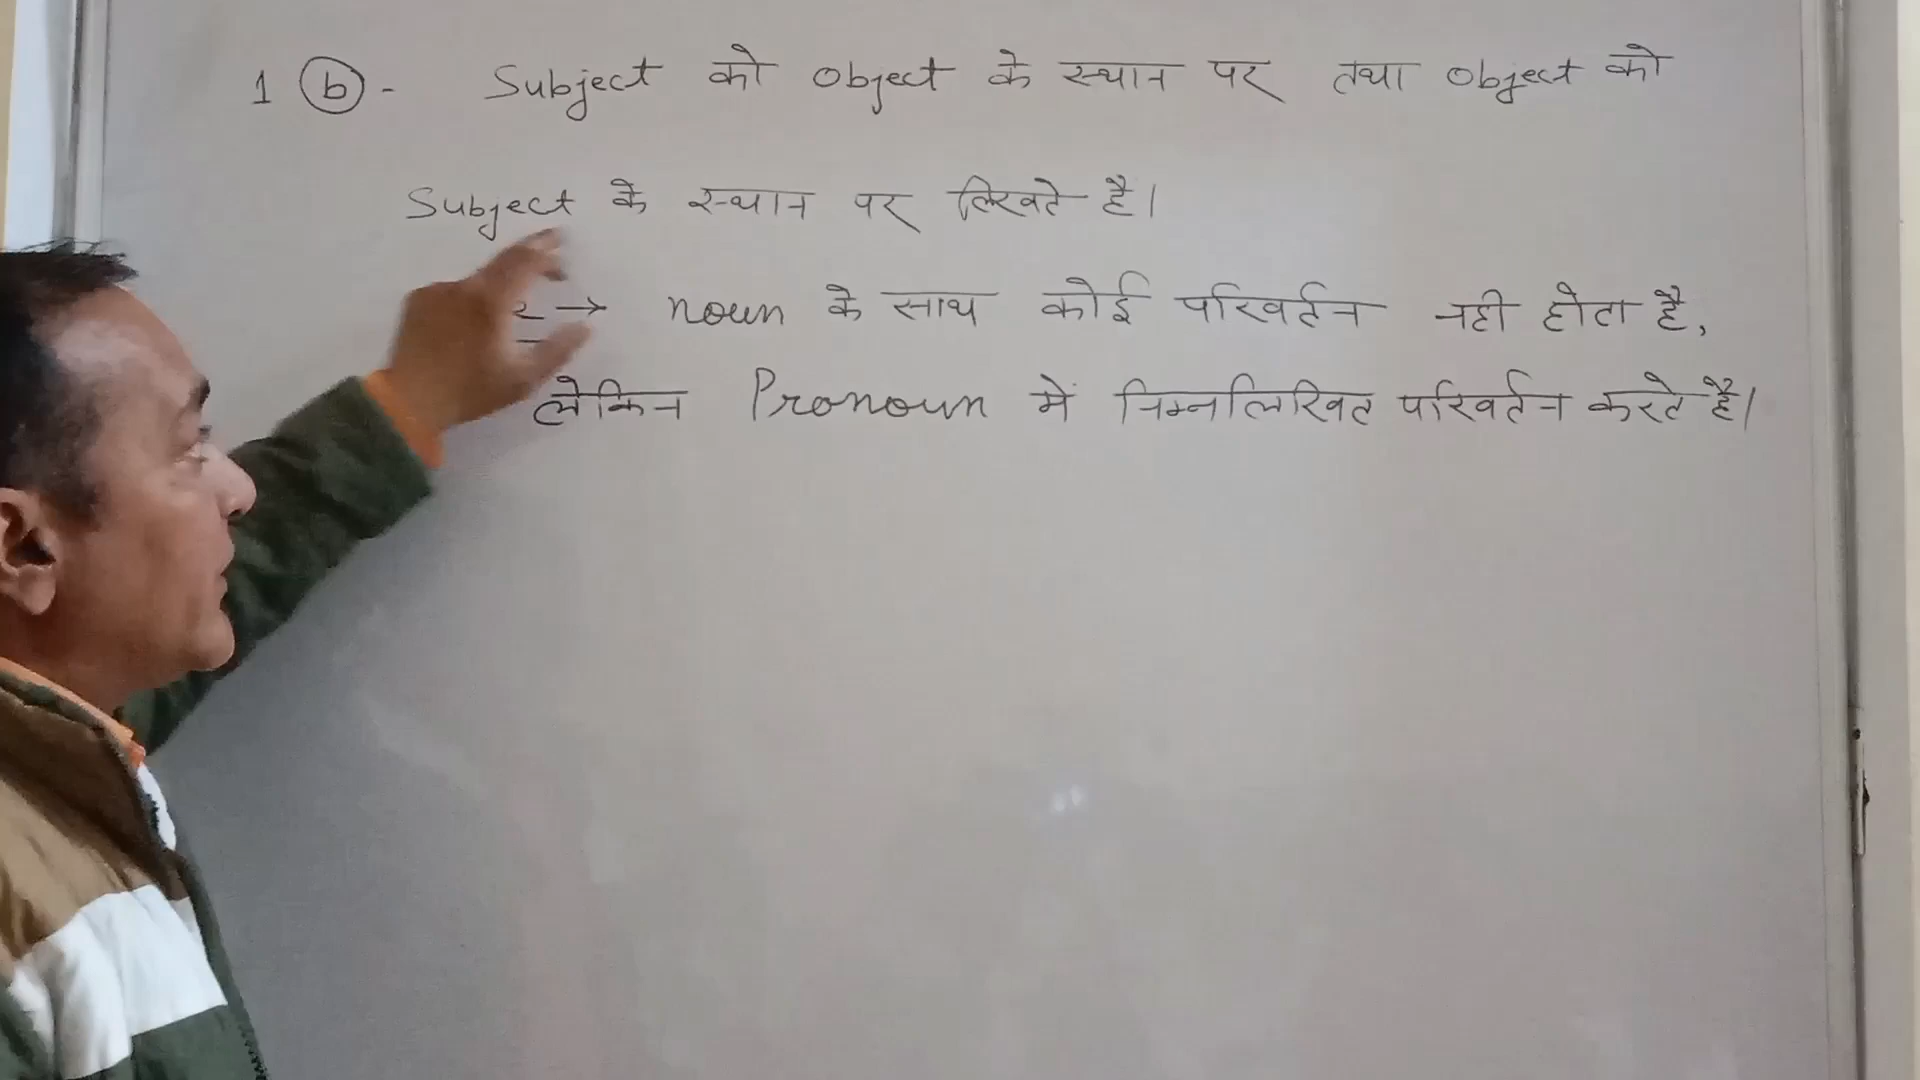 1 (b) - Subject को object के स्थान पर तथा object को
Subject के स्थान पर लिखते है।
→ noun के साथ कोई परिवर्तन नही होता है,
लेकिन Pronoun में निम्नलिखित परिवर्तन करते है।